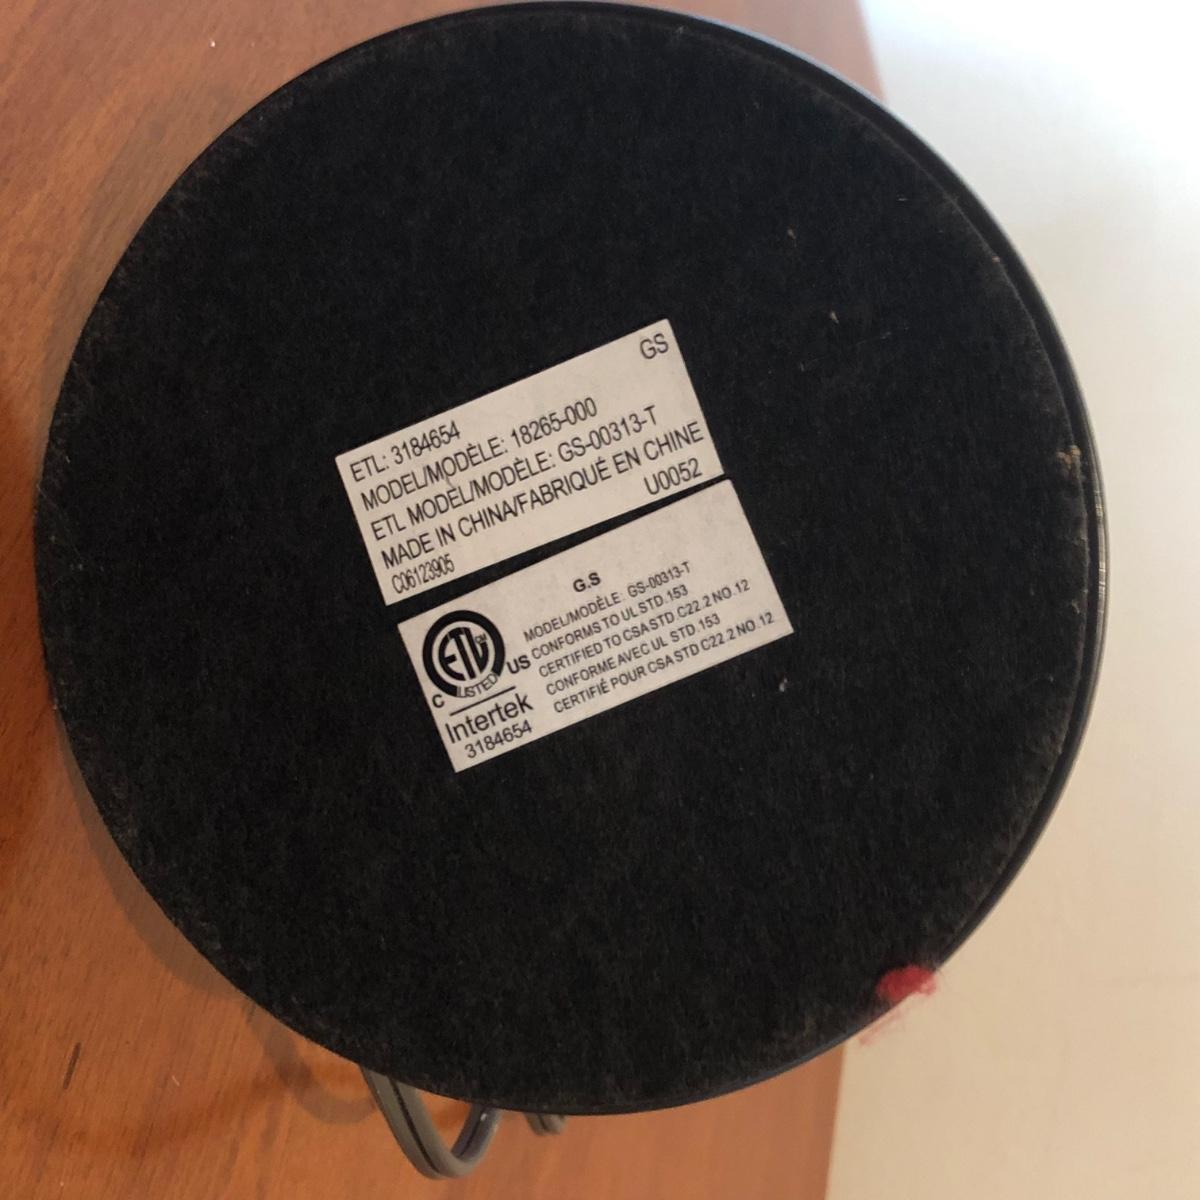 GS
ETL: 3184654
MODEL/MODÈLE: 18265-000
ETL MODEL/MODÈLE: GS-00313-T
MADE IN CHINA/FABRIQUÉ EN CHINE
C06123905
U0052
G.S
MODEL/MODÈLE: GS-00313-T
CONFORMS TO UL STD.153
CERTIFIED TO CSA STD.C22.2 NO.12
CONFORME AVEC UL STD.153
CERTIFIÉ POUR CSA STD C22.2 NO.12
ETL CM
LISTED
C US
Intertek
3184654